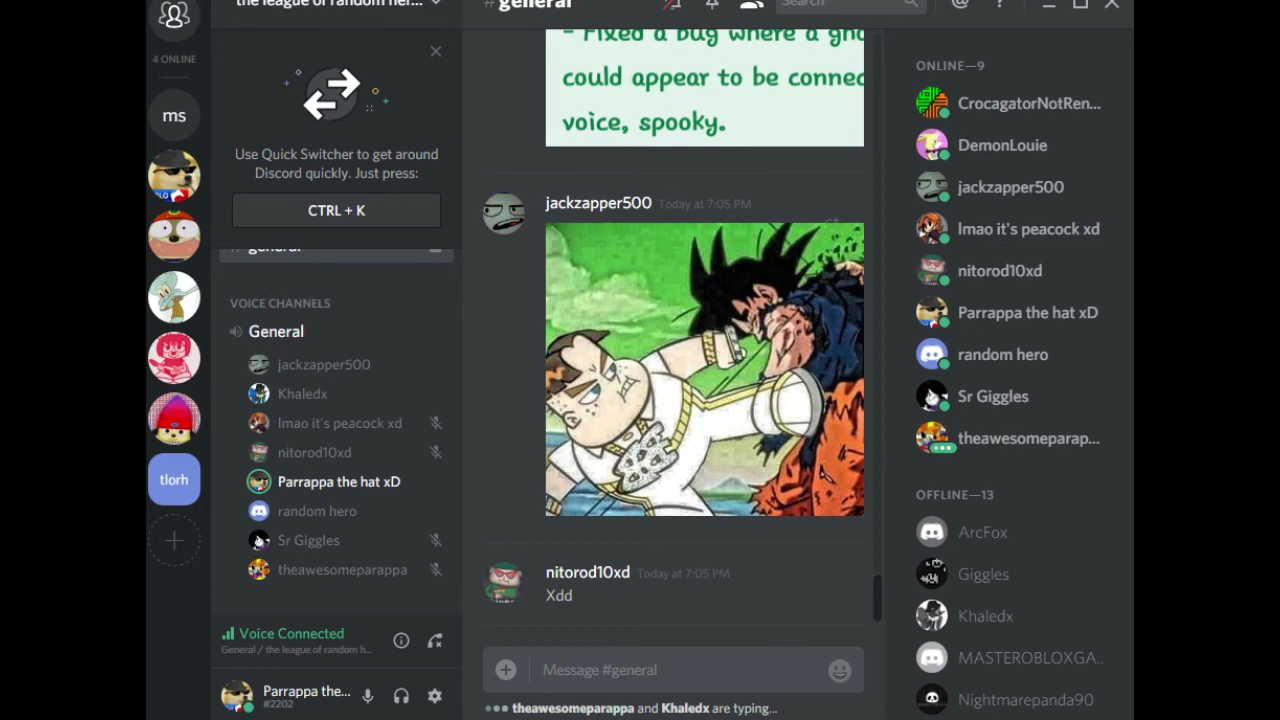 the league of random her...
#general
Search
@
?
4 ONLINE
ms
MLG
tlorh
Use Quick Switcher to get around
Discord quickly. Just press:
CTRL + K
general
VOICE CHANNELS
General
jackzapper500
Khaledx
lmao it's peacock xd
nitorod10xd
Parrappa the hat xD
random hero
Sr Giggles
theawesomeparappa
Voice Connected
General / the league of random h...
Parrappa the...
#2202
- Fixed a bug where a gho
could appear to be connec
voice, spooky.
jackzapper500 Today at 7:05 PM
nitorod10xd Today at 7:05 PM
Xdd
Message #general
theawesomeparappa and Khaledx are typing...
ONLINE—9
CrocagatorNotRen...
DemonLouie
jackzapper500
lmao it's peacock xd
nitorod10xd
Parrappa the hat xD
random hero
Sr Giggles
theawesomeparap...
OFFLINE—13
ArcFox
Giggles
Khaledx
MASTEROBLOXGA..
Nightmarepanda90